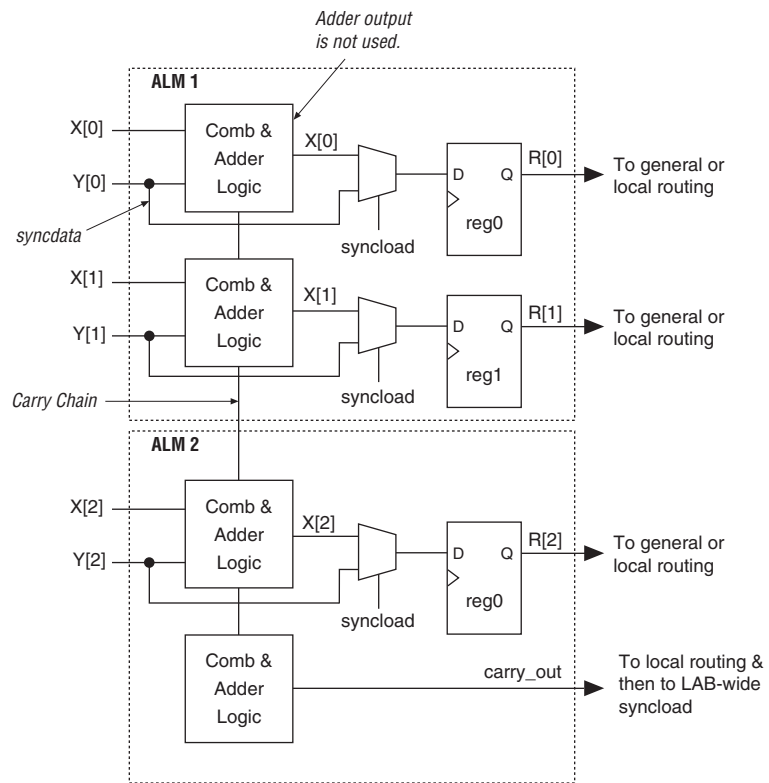 Adder output
is not used.
ALM 1
X[0]
Comb &
Adder
Logic
X[0]
Y[0]
syncdata
syncload
D
Q
reg0
R[0]
To general or
local routing
X[1]
Comb &
Adder
Logic
X[1]
Y[1]
syncload
D
Q
reg1
R[1]
To general or
local routing
Carry Chain
ALM 2
X[2]
Comb &
Adder
Logic
X[2]
Y[2]
syncload
D
Q
reg0
R[2]
To general or
local routing
Comb &
Adder
Logic
carry_out
To local routing &
then to LAB-wide
syncload